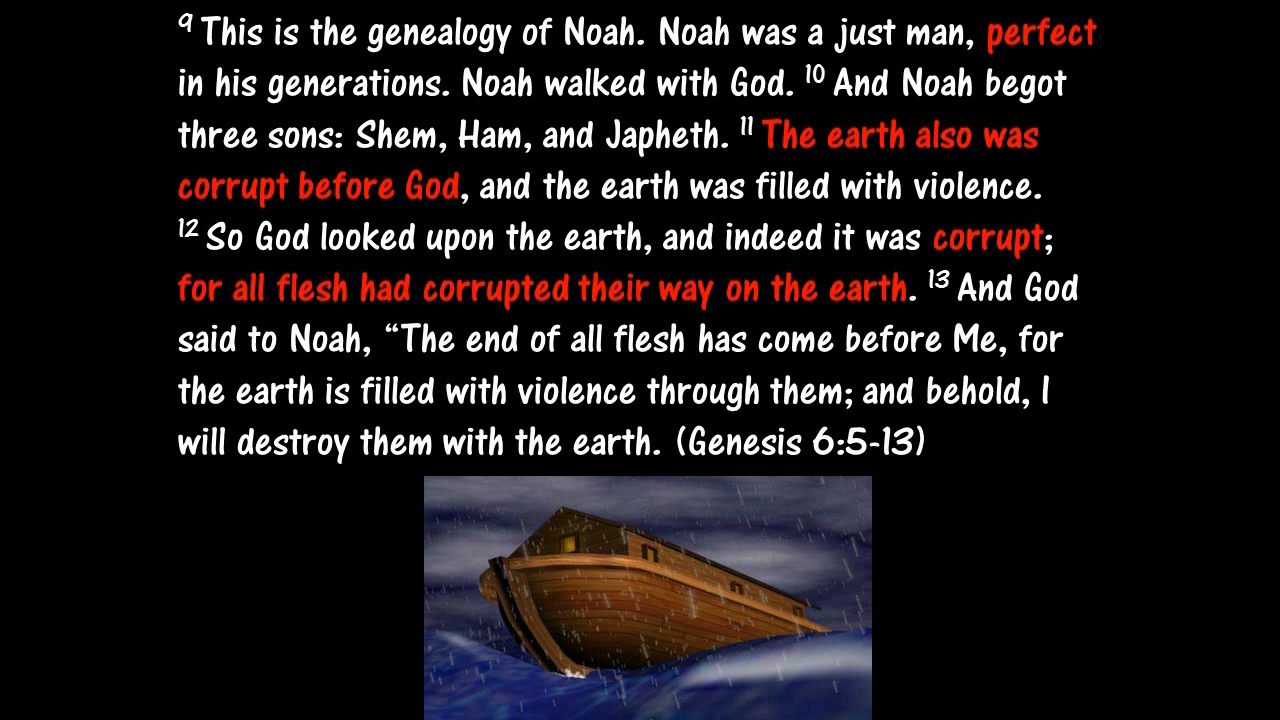 ⁹ This is the genealogy of Noah. Noah was a just man, perfect
in his generations. Noah walked with God. ¹⁰ And Noah begot
three sons: Shem, Ham, and Japheth. ¹¹ The earth also was
corrupt before God, and the earth was filled with violence.
¹² So God looked upon the earth, and indeed it was corrupt;
for all flesh had corrupted their way on the earth. ¹³ And God
said to Noah, “The end of all flesh has come before Me, for
the earth is filled with violence through them; and behold, I
will destroy them with the earth. (Genesis 6:5-13)